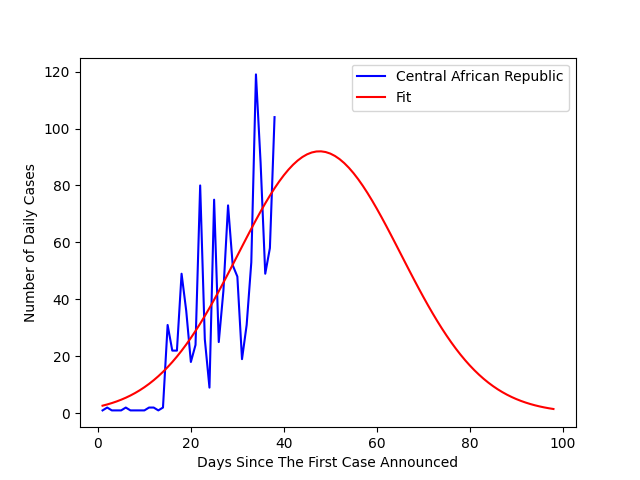 Central African Republic
Fit
120
100
80
60
40
20
0
Number of Daily Cases
0 20 40 60 80 100
Days Since The First Case Announced